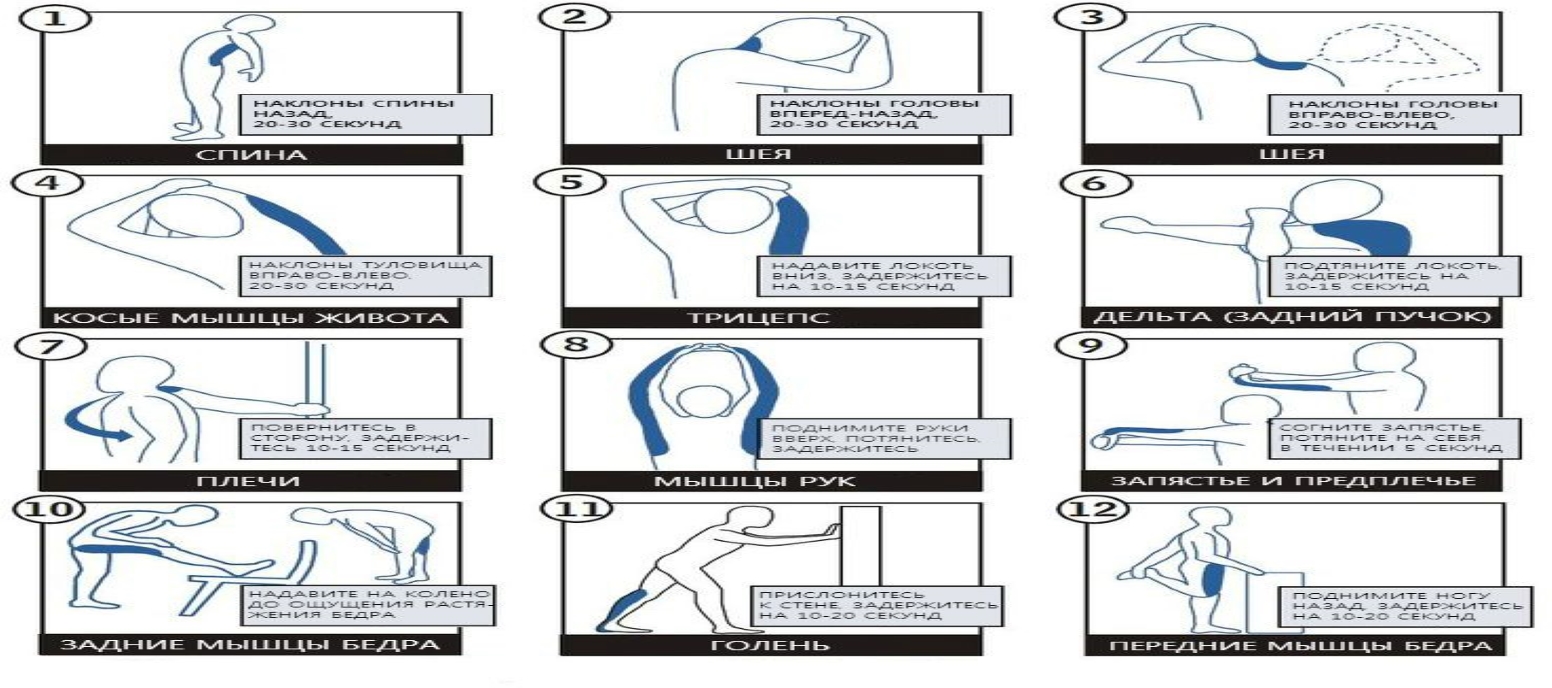 1
НАКЛОНЫ СПИНЫ
НАЗАД,
20-30 СЕКУНД
СПИНА
2
НАКЛОНЫ ГОЛОВЫ
ВПЕРЕД-НАЗАД,
20-30 СЕКУНД
ШЕЯ
3
НАКЛОНЫ ГОЛОВЫ
ВПРАВО-ВЛЕВО,
20-30 СЕКУНД
ШЕЯ
4
НАКЛОНЫ ТУЛОВИЩА
ВПРАВО-ВЛЕВО,
20-30 СЕКУНД
КОСЫЕ МЫШЦЫ ЖИВОТА
5
НАДАВИТЕ ЛОКОТЬ
ВНИЗ, ЗАДЕРЖИТЕСЬ
НА 10-15 СЕКУНД
ТРИЦЕПС
6
ПОДТЯНИТЕ ЛОКОТЬ,
ЗАДЕРЖИТЕСЬ НА
10-15 СЕКУНД
ДЕЛЬТА (ЗАДНИЙ ПУЧОК)
7
ПОВЕРНИТЕСЬ В
СТОРОНУ, ЗАДЕРЖИ-
ТЕСЬ 10-15 СЕКУНД
ПЛЕЧИ
8
ПОДНИМИТЕ РУКИ
ВВЕРХ, ПОТЯНИТЕСЬ,
ЗАДЕРЖИТЕСЬ
МЫШЦЫ РУК
9
СОГНИТЕ ЗАПЯСТЬЕ,
ПОТЯНИТЕ НА СЕБЯ
В ТЕЧЕНИИ 5 СЕКУНД
ЗАПЯСТЬЕ И ПРЕДПЛЕЧЬЕ
10
НАДАВИТЕ НА КОЛЕНО
ДО ОЩУЩЕНИЯ РАСТЯ-
ЖЕНИЯ БЕДРА
ЗАДНИЕ МЫШЦЫ БЕДРА
11
ПРИСЛОНИТЕСЬ
К СТЕНЕ, ЗАДЕРЖИТЕСЬ
НА 10-20 СЕКУНД
ГОЛЕНЬ
12
ПОДНИМИТЕ НОГУ
НАЗАД, ЗАДЕРЖИТЕСЬ
НА 10-20 СЕКУНД
ПЕРЕДНИЕ МЫШЦЫ БЕДРА